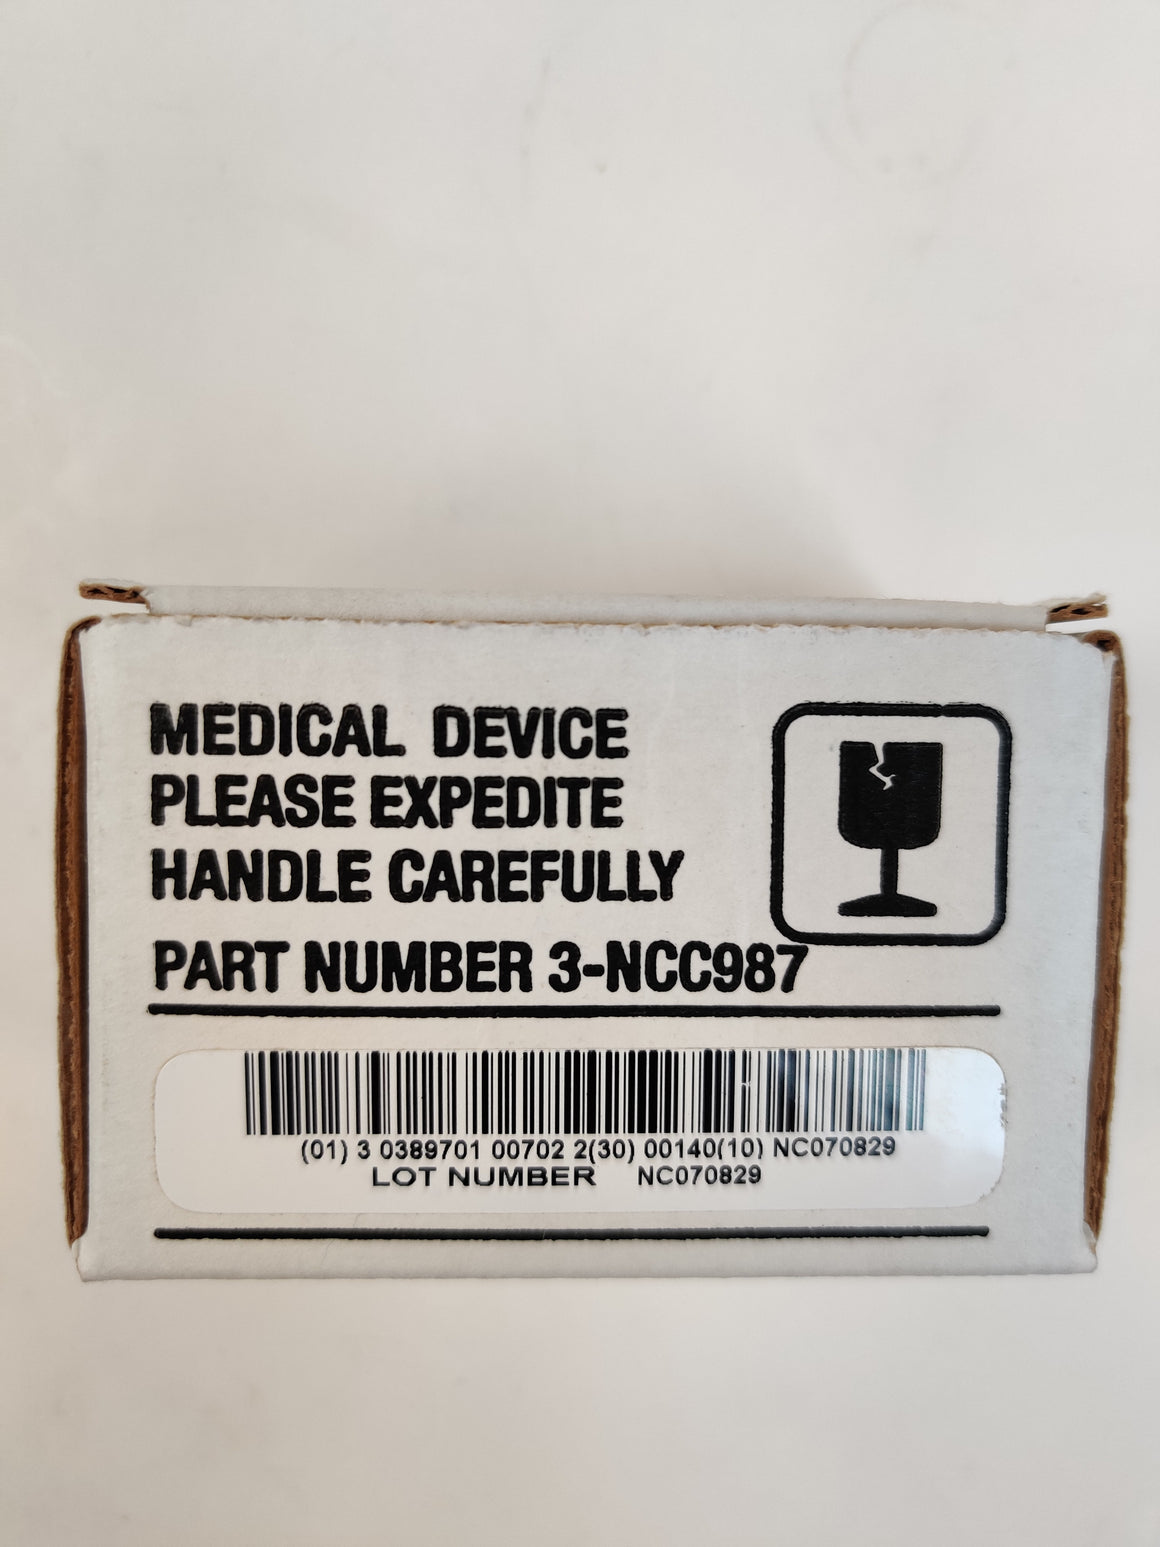 MEDICAL DEVICE
PLEASE EXPEDITE
HANDLE CAREFULLY
PART NUMBER 3-NCC987
(01) 3 0389701 00702 2(30) 00140(10) NC070829
LOT NUMBER NC070829